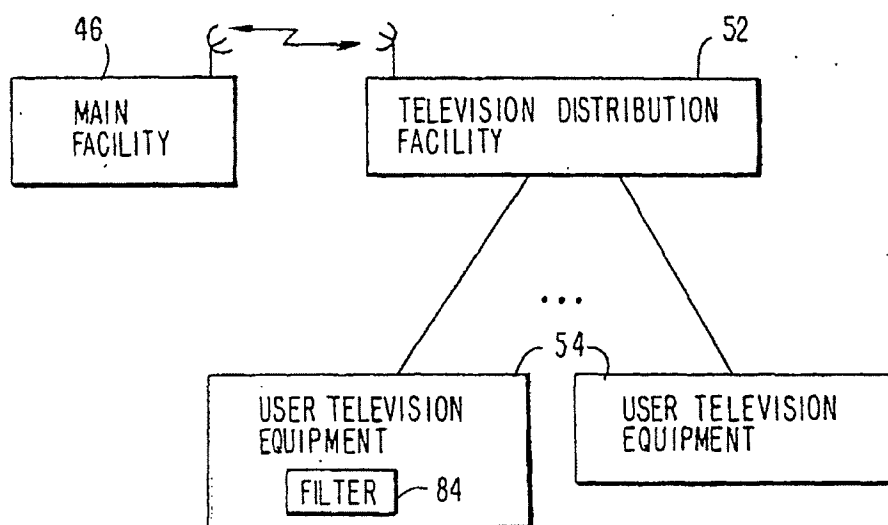 46
52
MAIN
FACILITY
TELEVISION DISTRIBUTION
FACILITY
...
54
USER TELEVISION
EQUIPMENT
FILTER
84
USER TELEVISION
EQUIPMENT